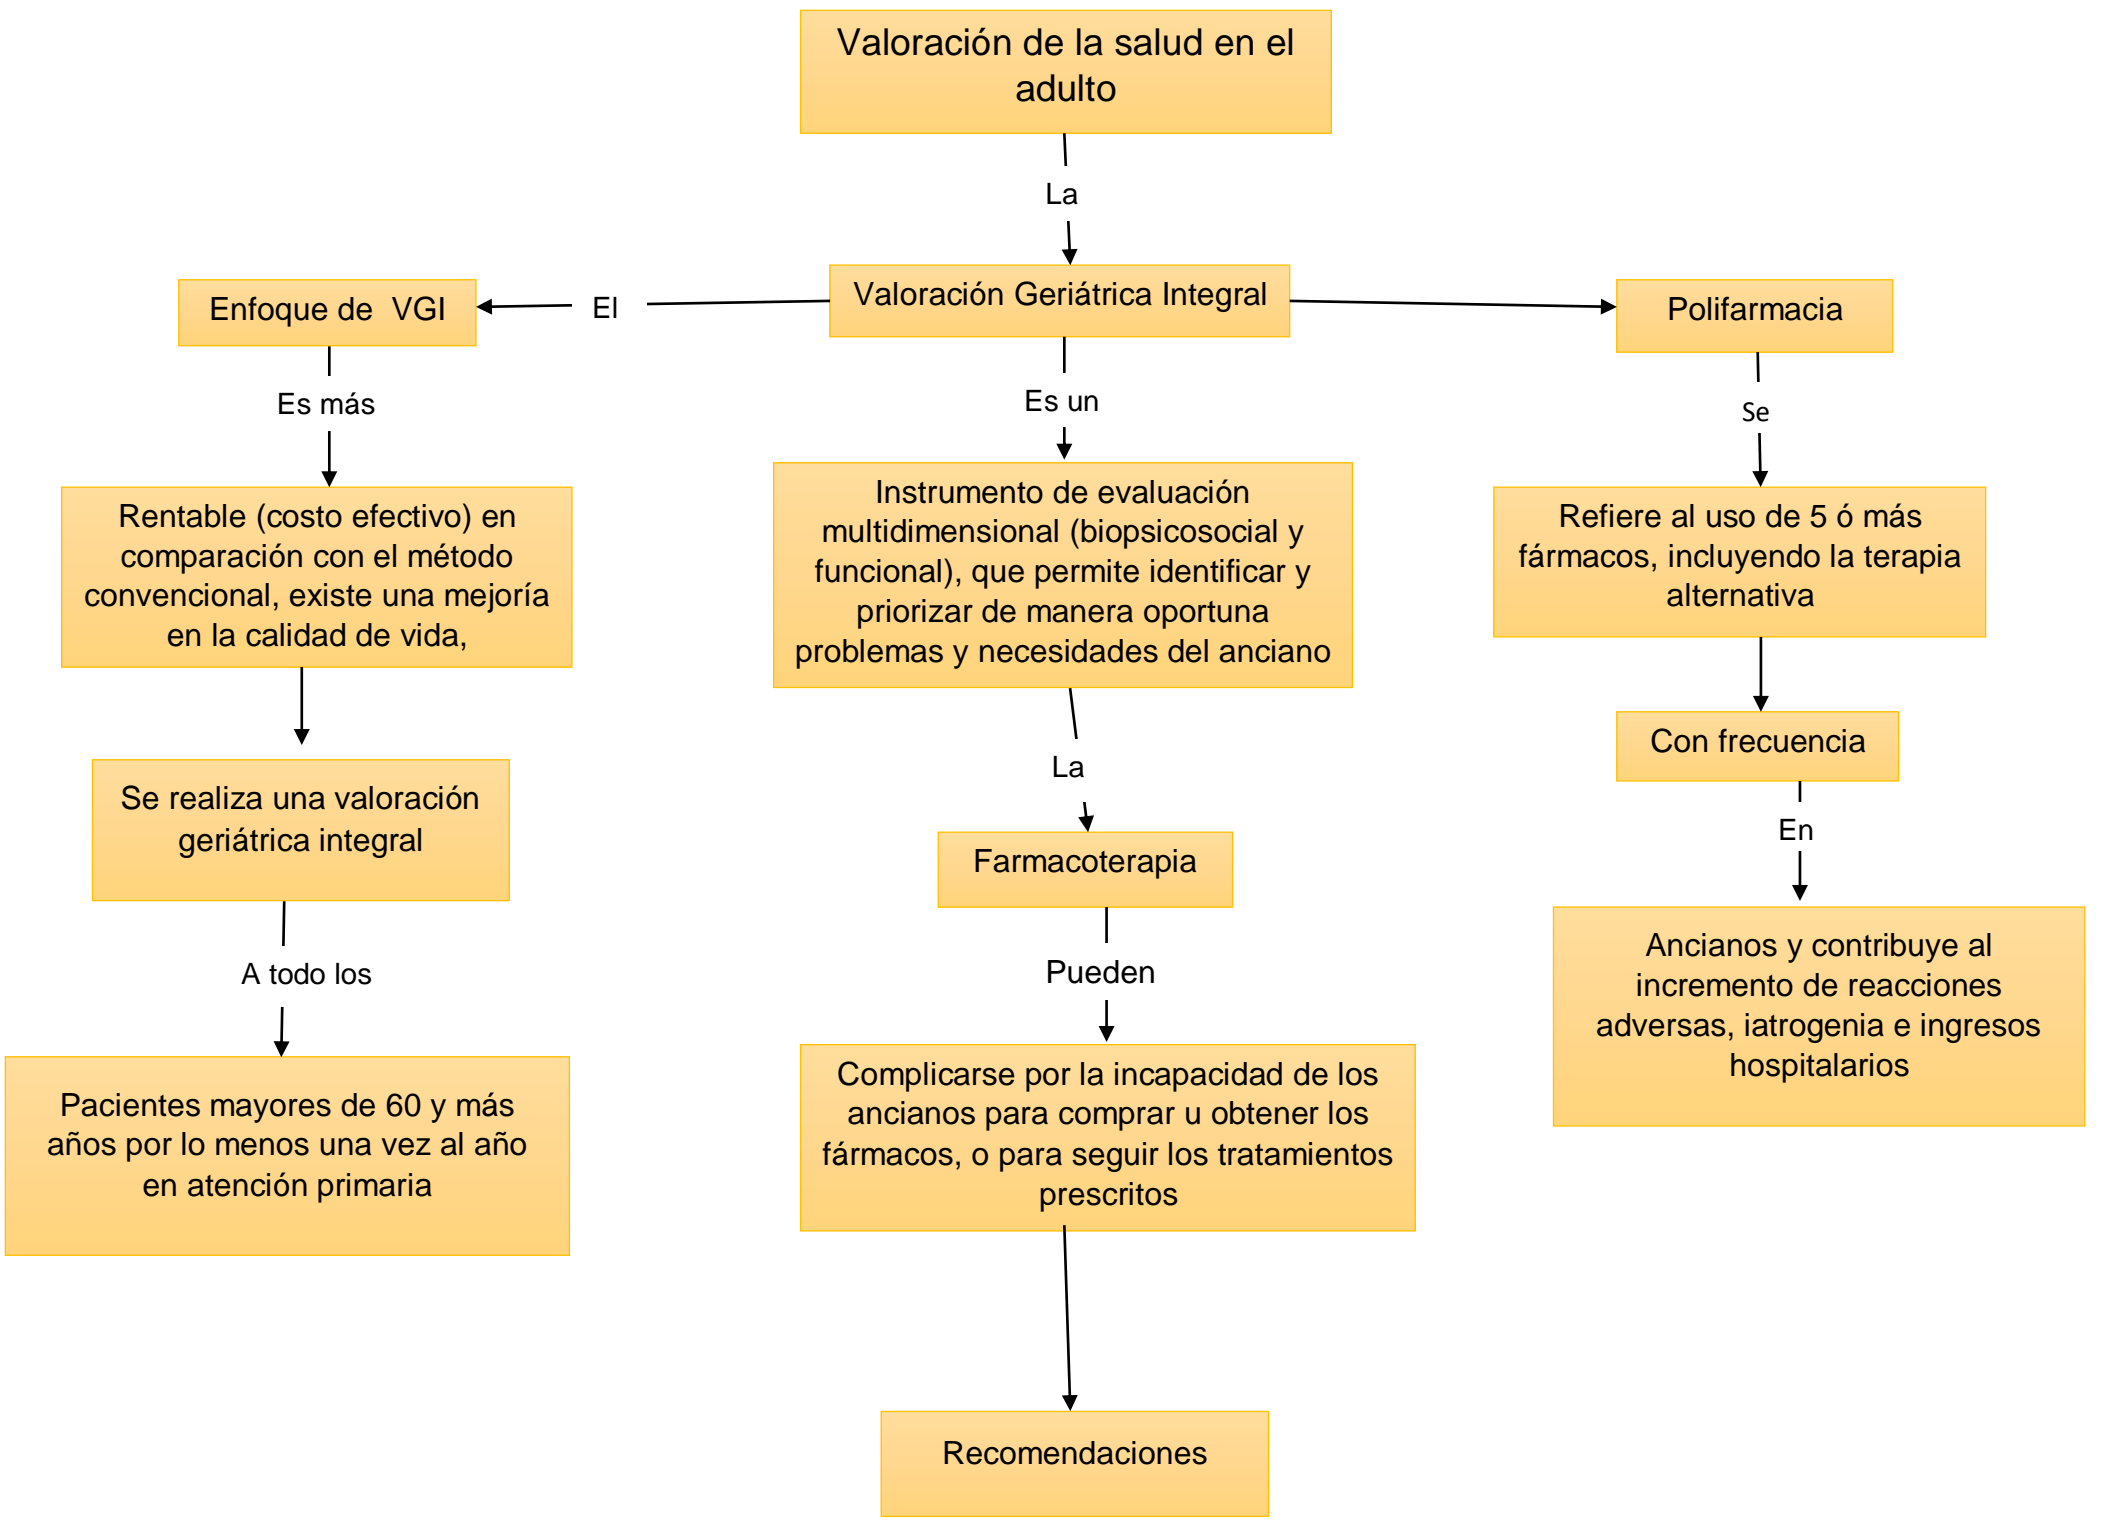 Valoración de la salud en el
adulto
La
Enfoque de  VGI
El
Valoración Geriátrica Integral
Polifarmacia
Es más
Es un
Se
Rentable (costo efectivo) en
comparación con el método
convencional, existe una mejoría
en la calidad de vida,
Instrumento de evaluación
multidimensional (biopsicosocial y
funcional), que permite identificar y
priorizar de manera oportuna
problemas y necesidades del anciano
Refiere al uso de 5 ó más
fármacos, incluyendo la terapia
alternativa
Se realiza una valoración
geriátrica integral
La
Con frecuencia
Farmacoterapia
En
A todo los
Pueden
Ancianos y contribuye al
incremento de reacciones
adversas, iatrogenia e ingresos
hospitalarios
Pacientes mayores de 60 y más
años por lo menos una vez al año
en atención primaria
Complicarse por la incapacidad de los
ancianos para comprar u obtener los
fármacos, o para seguir los tratamientos
prescritos
Recomendaciones